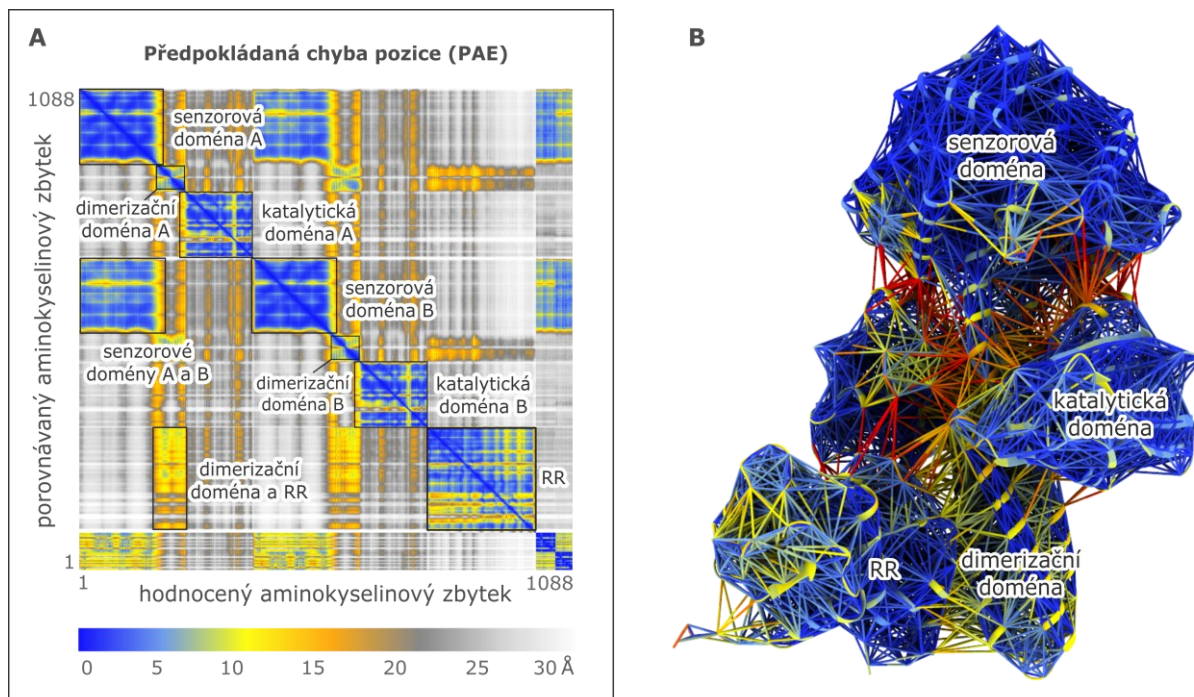 A
Předpokládaná chyba pozice (PAE)
1088
senzorová
doména A
dimerizační
doména A
katalytická
doména A
senzorová
doména B
senzorové
domény A a B
dimerizační
doména B
katalytická
doména B
dimerizační
doména a RR
RR
porovnávaný aminokyselinový zbytek
1
1
1088
hodnocený aminokyselinový zbytek
0 5 10 15 20 25 30 Å
B
senzorová
doména
katalytická
doména
RR
dimerizační
doména